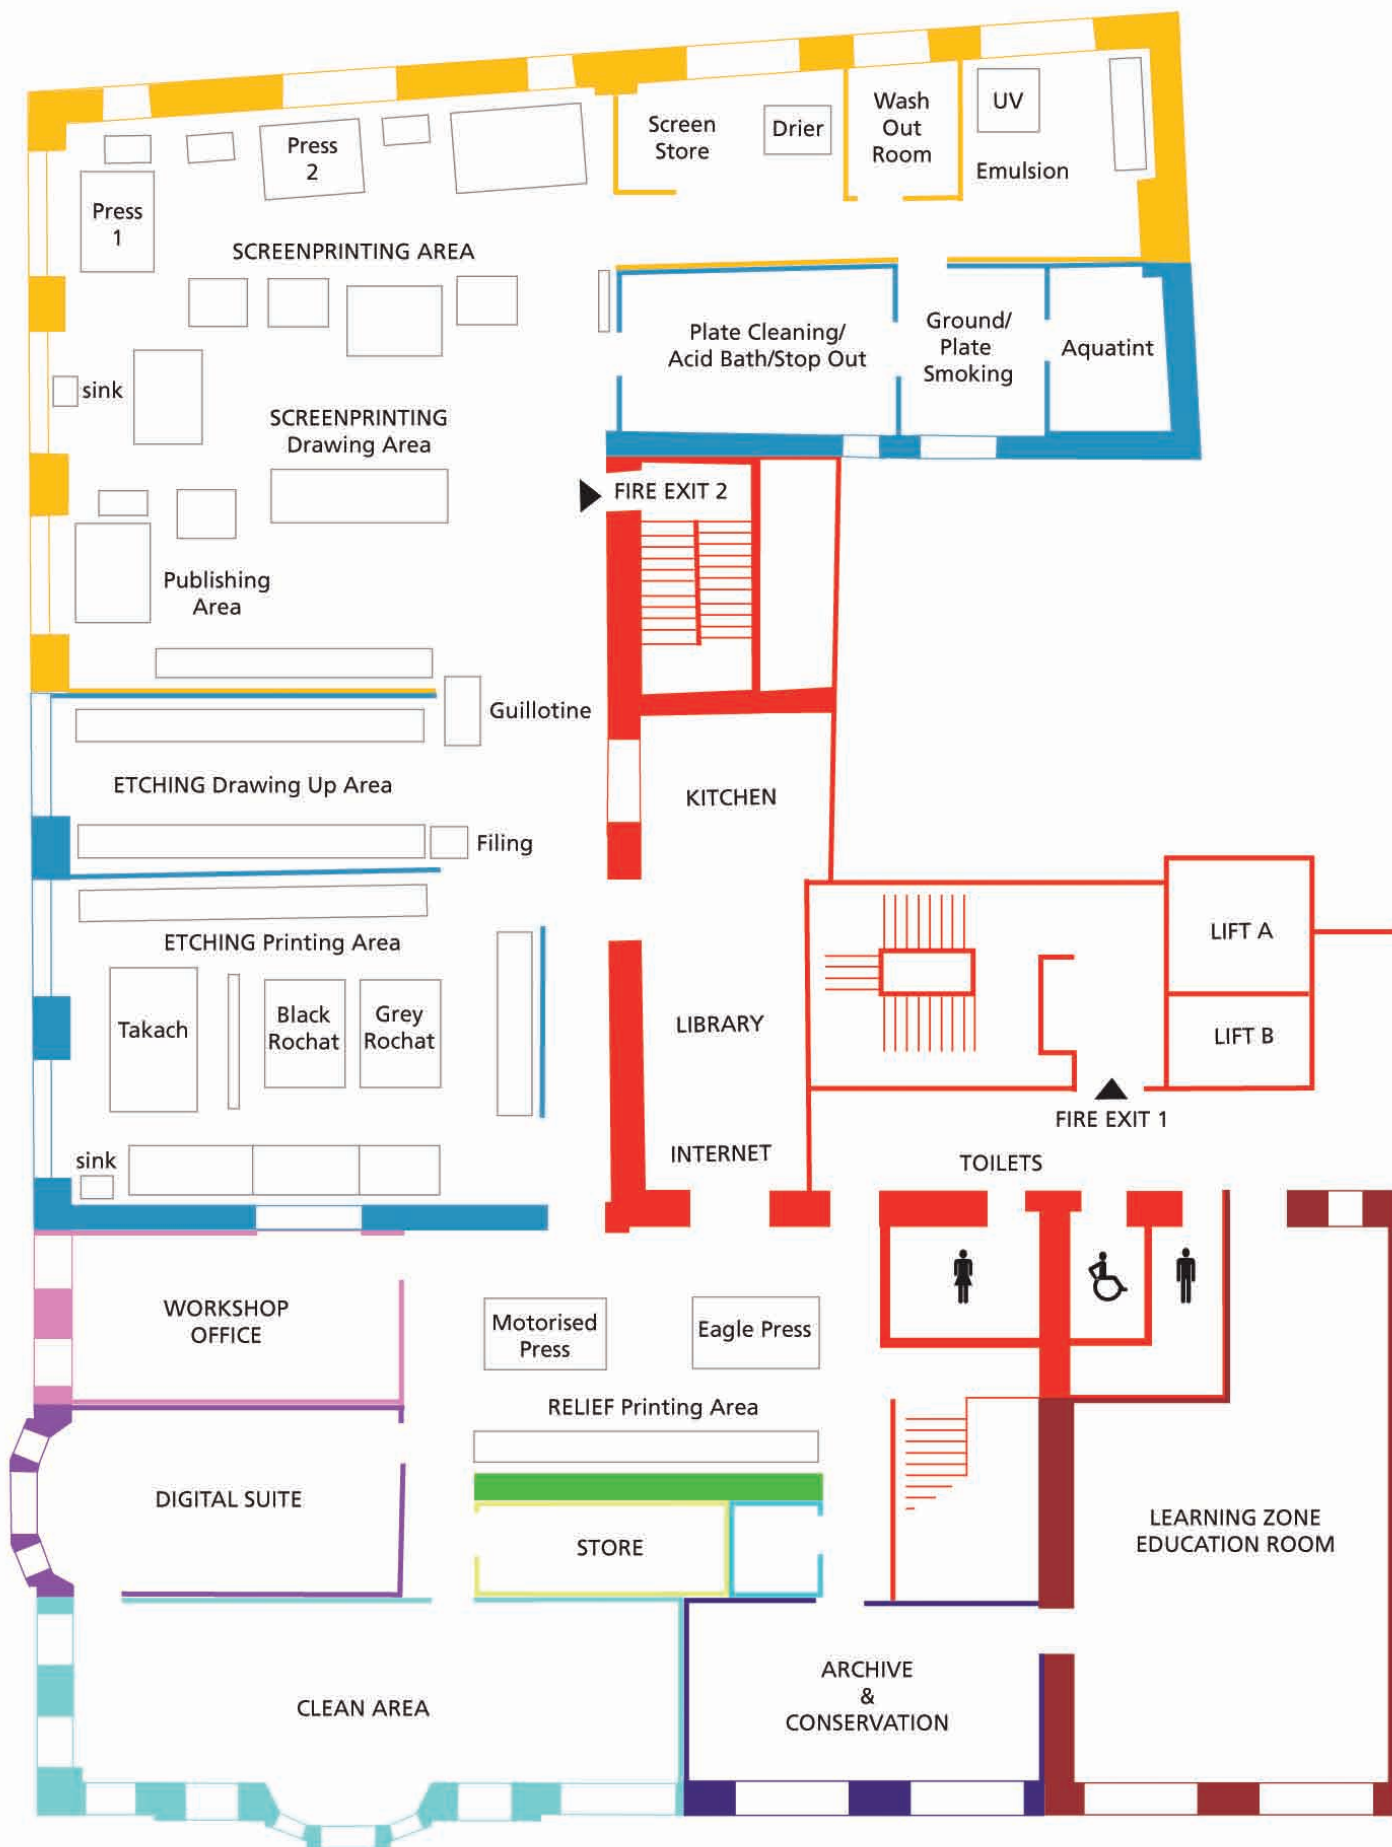 Screen
Store
Drier
Wash
Out
Room
UV
Emulsion
Press
2
Press
1
SCREENPRINTING AREA
Plate Cleaning/
Acid Bath/Stop Out
Ground/
Plate
Smoking
Aquatint
sink
SCREENPRINTING
Drawing Area
FIRE EXIT 2
Publishing
Area
Guillotine
ETCHING Drawing Up Area
KITCHEN
Filing
ETCHING Printing Area
LIFT A
Takach
Black
Rochat
Grey
Rochat
LIBRARY
LIFT B
FIRE EXIT 1
sink
INTERNET
TOILETS
WORKSHOP
OFFICE
Motorised
Press
Eagle Press
RELIEF Printing Area
DIGITAL SUITE
STORE
LEARNING ZONE
EDUCATION ROOM
CLEAN AREA
ARCHIVE
&
CONSERVATION